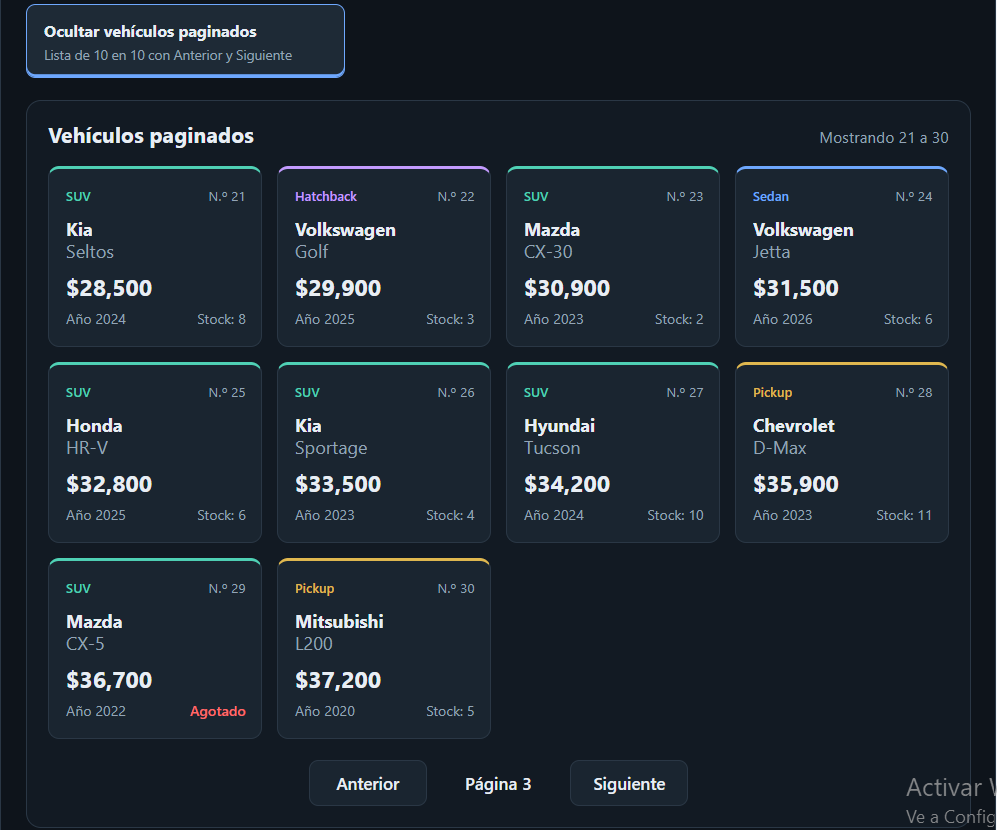 Ocultar vehículos paginados
Lista de 10 en 10 con Anterior y Siguiente
Vehículos paginados
Mostrando 21 a 30
SUV N.º 21
Kia
Seltos
$28,500
Año 2024 Stock: 8
Hatchback N.º 22
Volkswagen
Golf
$29,900
Año 2025 Stock: 3
SUV N.º 23
Mazda
CX-30
$30,900
Año 2023 Stock: 2
Sedan N.º 24
Volkswagen
Jetta
$31,500
Año 2026 Stock: 6
SUV N.º 25
Honda
HR-V
$32,800
Año 2025 Stock: 6
SUV N.º 26
Kia
Sportage
$33,500
Año 2023 Stock: 4
SUV N.º 27
Hyundai
Tucson
$34,200
Año 2024 Stock: 10
Pickup N.º 28
Chevrolet
D-Max
$35,900
Año 2023 Stock: 11
SUV N.º 29
Mazda
CX-5
$36,700
Año 2022 Agotado
Pickup N.º 30
Mitsubishi
L200
$37,200
Año 2020 Stock: 5
Anterior Página 3 Siguiente
Activar
Ve a Config